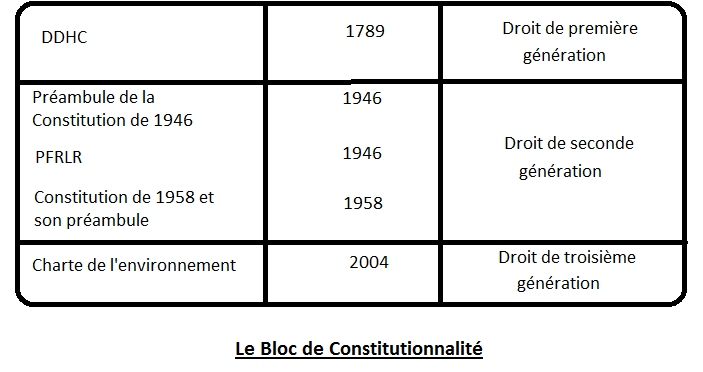 DDHC
1789
Droit de première
génération
Préambule de la
Constitution de 1946
1946
PFRLR
1946
Constitution de 1958 et
son préambule
1958
Droit de seconde
génération
Charte de l'environnement
2004
Droit de troisième
génération
Le Bloc de Constitutionnalité